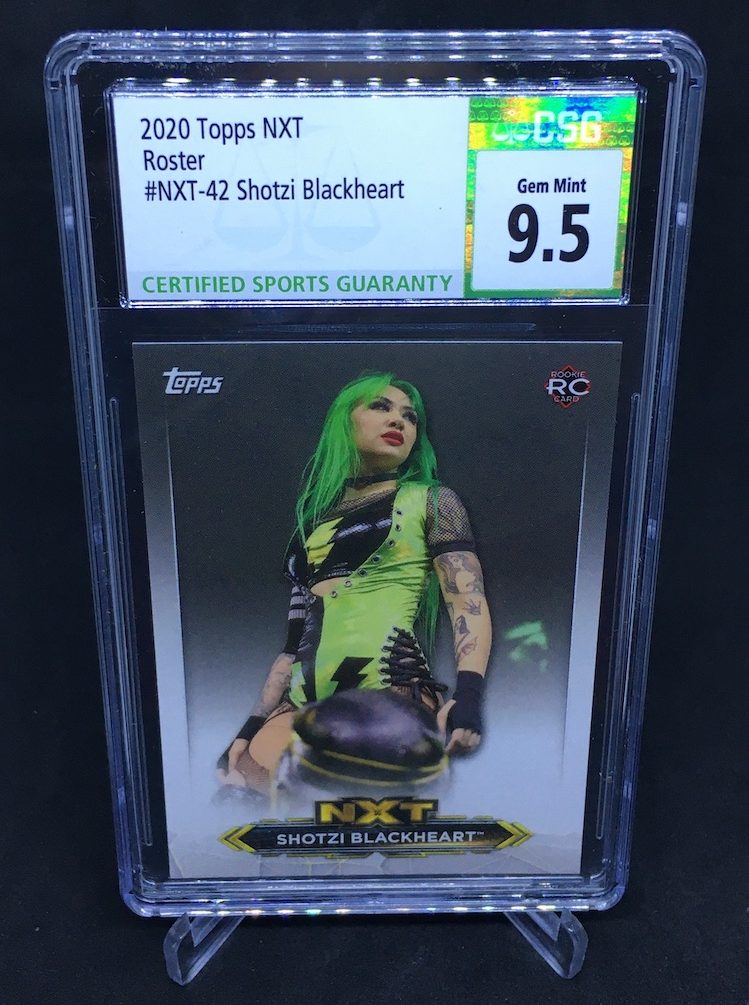 2020 Topps NXT
Roster
#NXT-42 Shotzi Blackheart
CERTIFIED SPORTS GUARANTY
CSG
Gem Mint
9.5
topps
ROOKIE
RC
CARD
NXT
SHOTZI BLACKHEART™